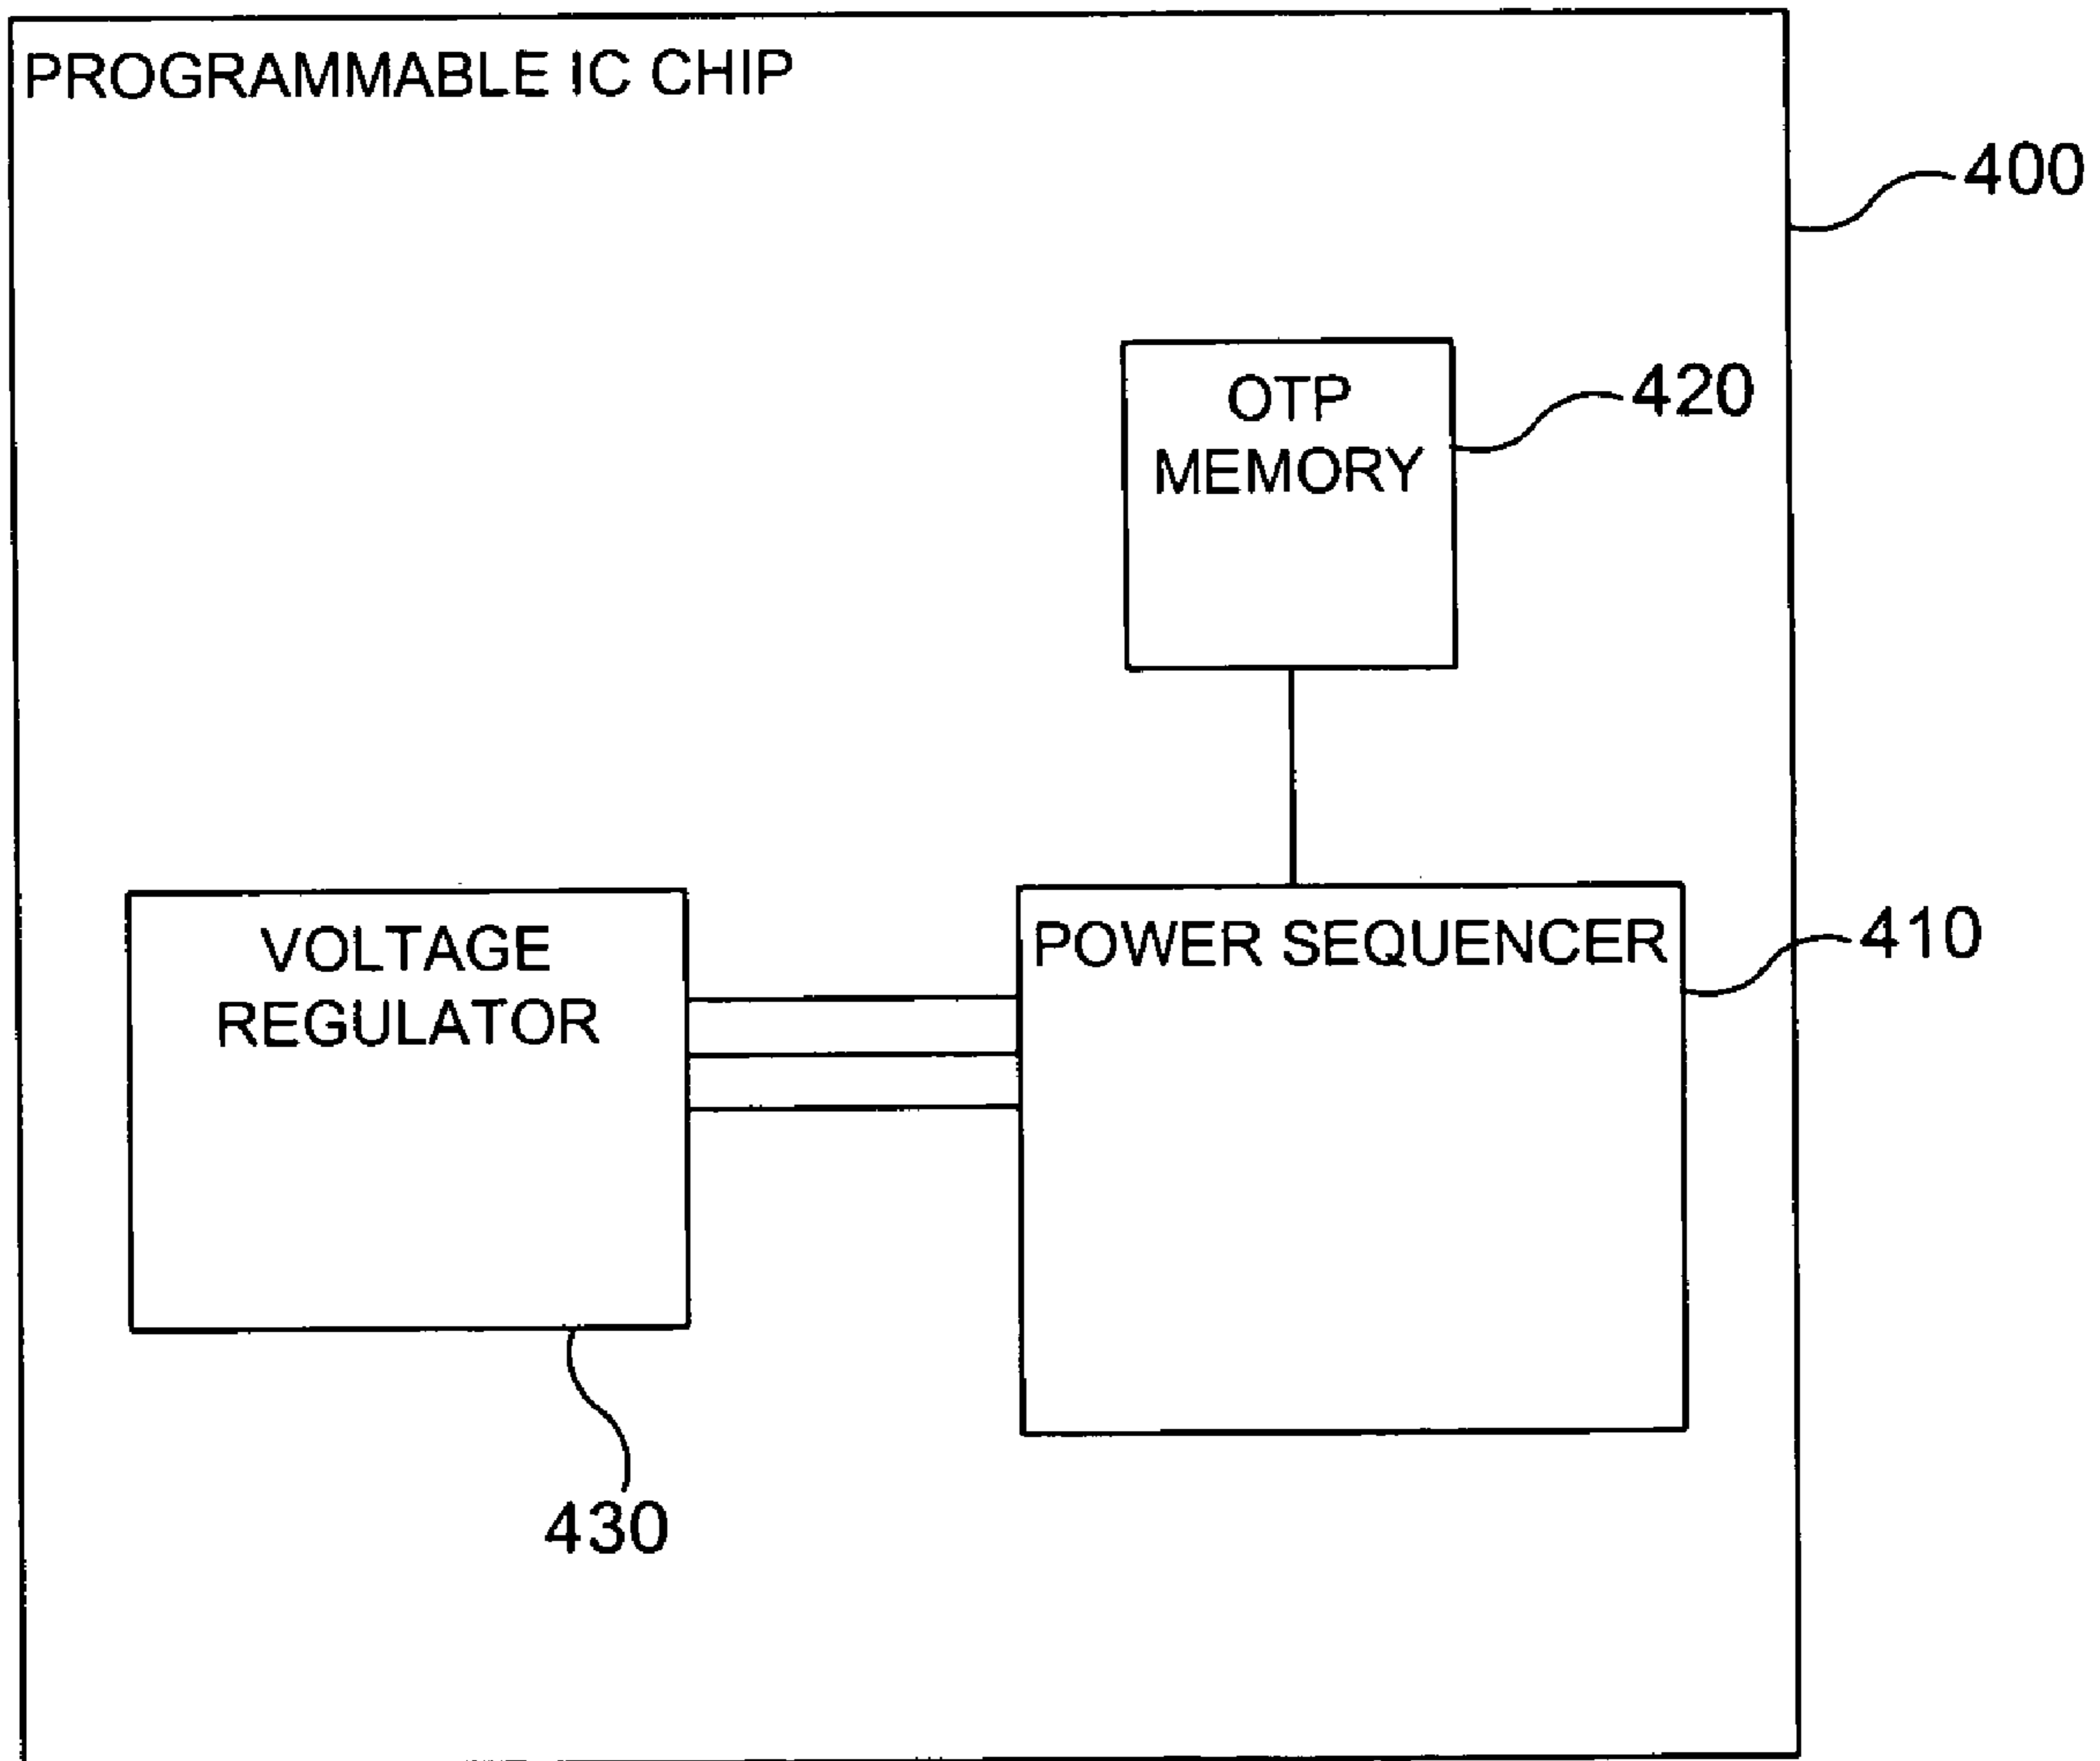 PROGRAMMABLE IC CHIP
400
OTP
MEMORY
420
VOLTAGE
REGULATOR
POWER SEQUENCER
410
430